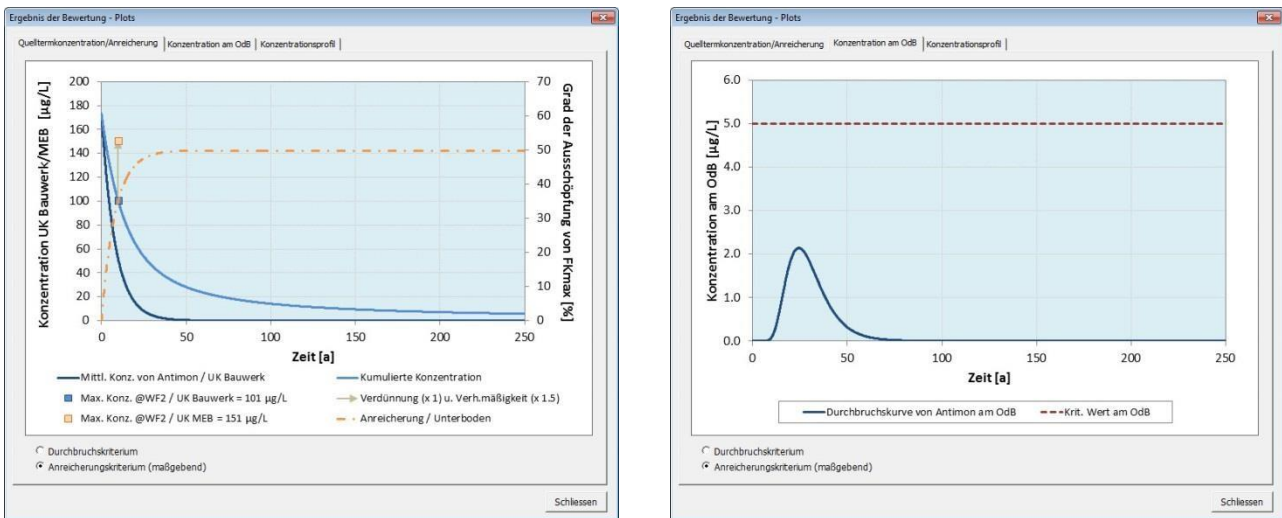 Ergebnis der Bewertung - Plots
Quelltermkonzentration/Anreicherung | Konzentration am OdB | Konzentrationsprofil |
Konzentration UK Bauwerk/MEB [µg/L]
200
180
160
140
120
100
80
60
40
20
0
70
60
50
40
30
20
10
0
Grad der Ausschöpfung von FKmax [%]
0 50 100 150 200 250
Zeit [a]
Mittl. Konz. von Antimon / UK Bauwerk
Kumulierte Konzentration
Max. Konz. @WF2 / UK Bauwerk = 101 µg/L
Verdünnung (x 1) u. Verh.mäßigkeit (x 1.5)
Max. Konz. @WF2 / UK MEB = 151 µg/L
Anreicherung / Unterboden
Durchbruchskriterium
Anreicherungskriterium (maßgebend)
Schliessen
Ergebnis der Bewertung - Plots
Quelltermkonzentration/Anreicherung Konzentration am OdB | Konzentrationsprofil |
Konzentration am OdB [µg/L]
6.0
5.0
4.0
3.0
2.0
1.0
0.0
0 50 100 150 200 250
Zeit [a]
Durchbruchskurve von Antimon am OdB
Krit. Wert am OdB
Durchbruchskriterium
Anreicherungskriterium (maßgebend)
Schliessen